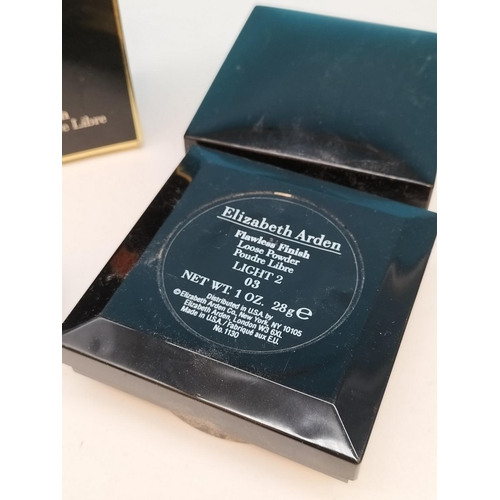 e Libre
Elizabeth Arden
Flawless Finish
Loose Powder
Poudre Libre
LIGHT 2
03
NET WT. 1 OZ. 28g℮
Distributed in U.S.A. by
©Elizabeth Arden Co., New York, NY 10105
Elizabeth Arden, London W3 6XL
Made in U.S.A./Fabriqué aux E.U.
No. 1130